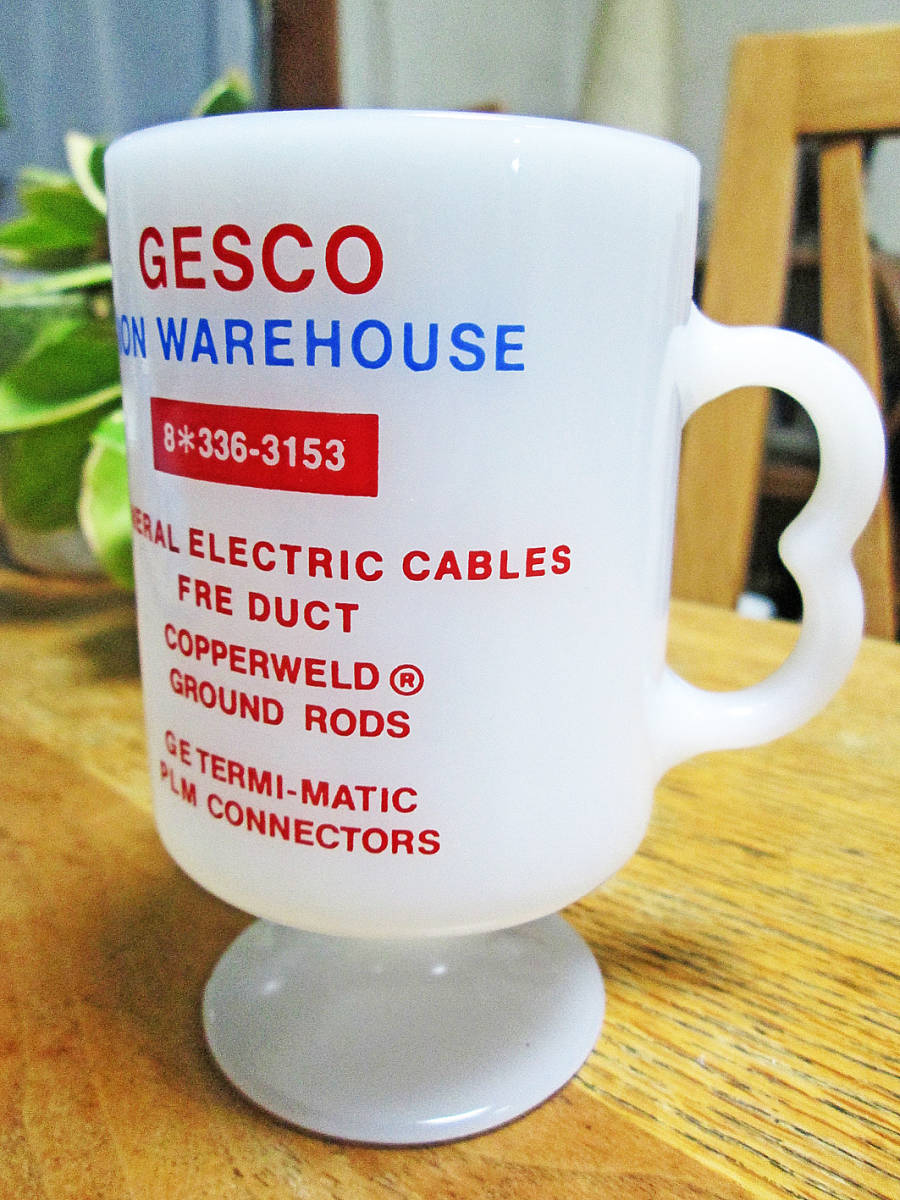 GESCO
ON WAREHOUSE
8*336-3153
ERAL ELECTRIC CABLES
FRE DUCT
COPPERWELD ®
GROUND RODS
GE TERMI-MATIC
PLM CONNECTORS